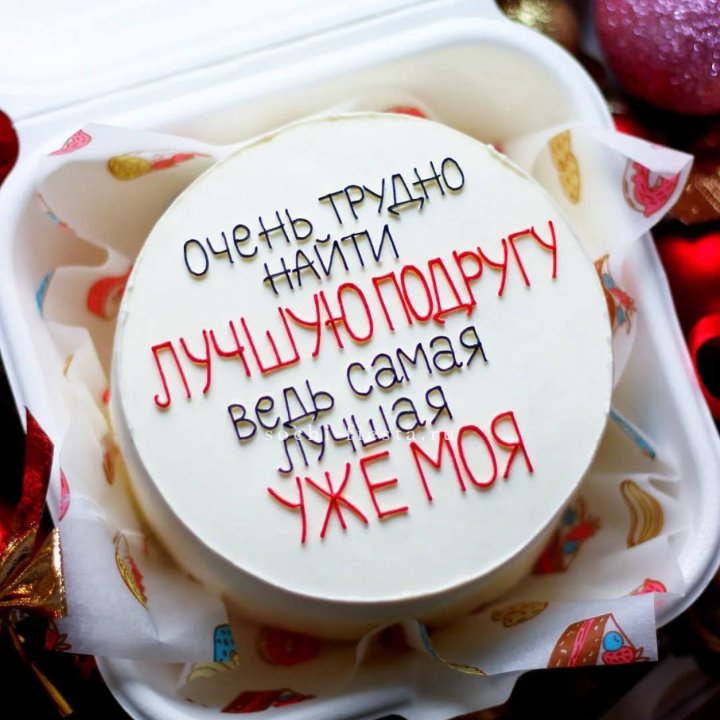 очень трудно
найти
лучшую подругу
ведь самая
лучшая
уже моя